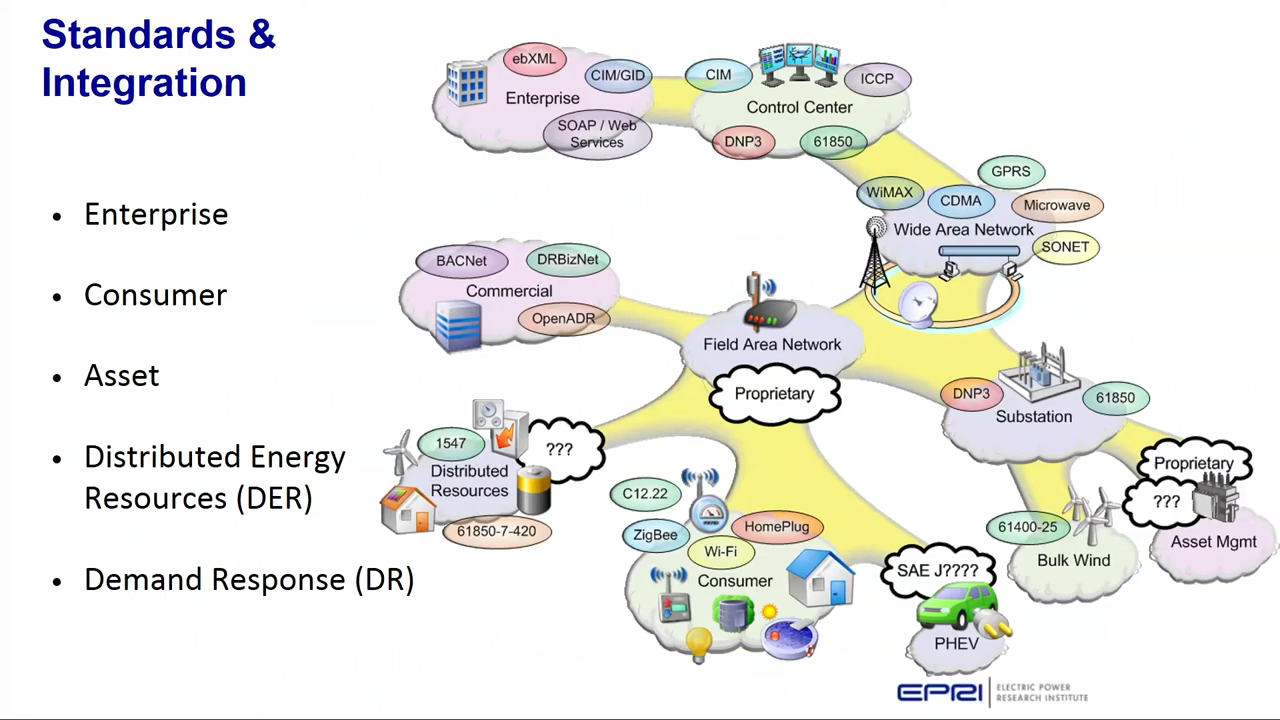 Standards &
Integration
• Enterprise
• Consumer
• Asset
• Distributed Energy
Resources (DER)
• Demand Response (DR)
ebXML
CIM/GID
Enterprise
SOAP / Web
Services
CIM
ICCP
Control Center
DNP3
61850
GPRS
WiMAX
CDMA
Microwave
Wide Area Network
SONET
BACNet
DRBizNet
Commercial
OpenADR
Field Area Network
Proprietary
DNP3
61850
Substation
1547
???
Distributed
Resources
61850-7-420
C12.22
ZigBee
HomePlug
Wi-Fi
Consumer
SAE J????
PHEV
61400-25
Bulk Wind
Proprietary
???
Asset Mgmt
EPRI
ELECTRIC POWER
RESEARCH INSTITUTE